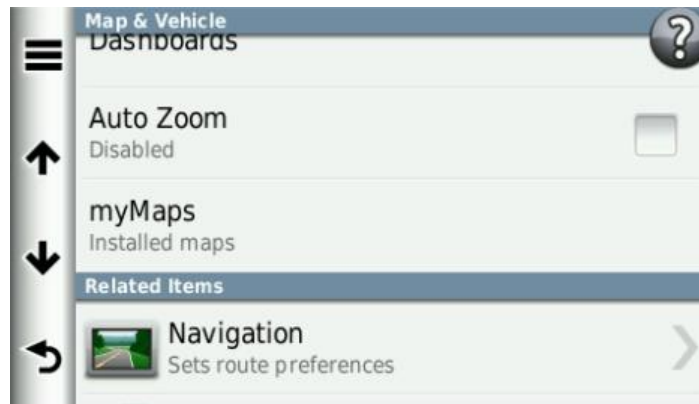 Map & Vehicle
Dashboards
?
Auto Zoom
Disabled
myMaps
Installed maps
Related Items
Navigation
Sets route preferences